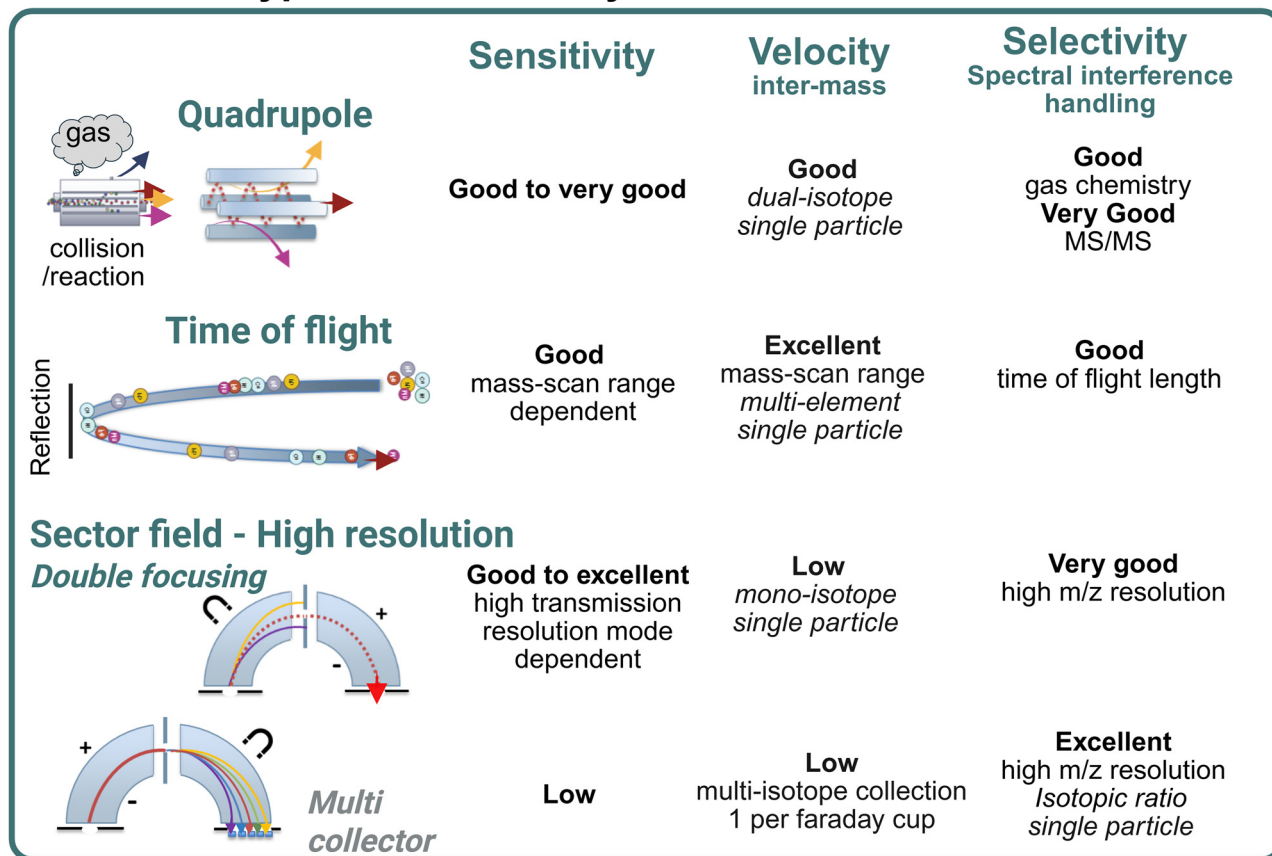 Sensitivity
Velocity
inter-mass
Selectivity
Spectral interference
handling
Quadrupole
gas
collision
/reaction
Good to very good
Good
dual-isotope
single particle
Good
gas chemistry
Very Good
MS/MS
Time of flight
Reflection
Good
mass-scan range
dependent
Excellent
mass-scan range
multi-element
single particle
Good
time of flight length
Sector field - High resolution
Double focusing
+
-
Good to excellent
high transmission
resolution mode
dependent
Low
mono-isotope
single particle
Very good
high m/z resolution
+
-
Multi
collector
Low
Low
multi-isotope collection
1 per faraday cup
Excellent
high m/z resolution
Isotopic ratio
single particle